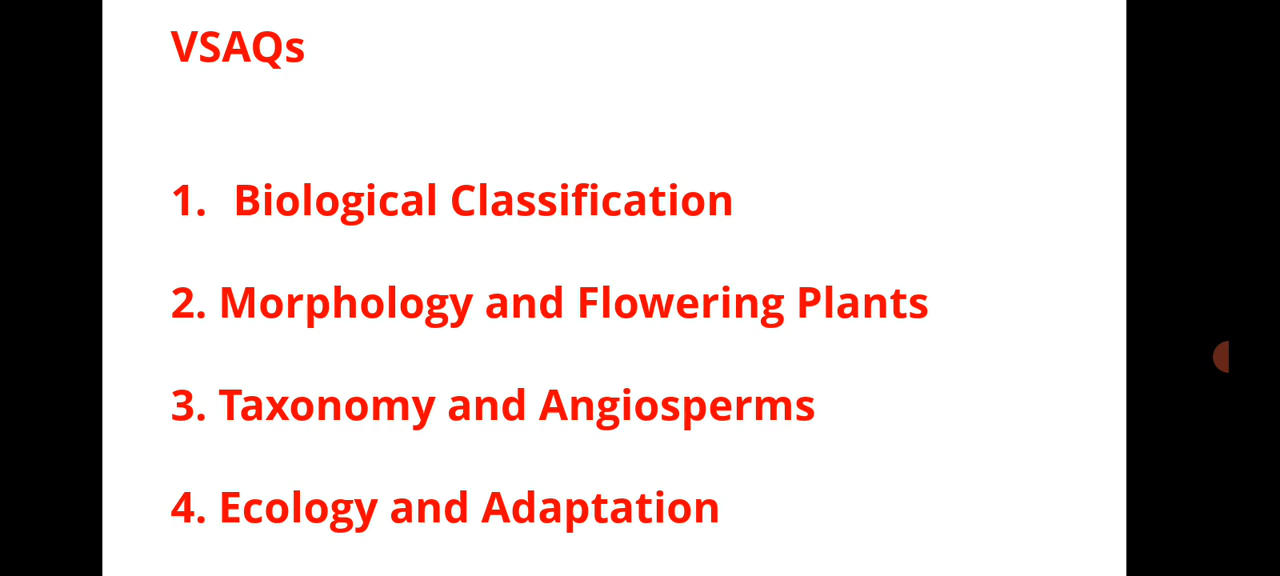 VSAQs
1. Biological Classification
2. Morphology and Flowering Plants
3. Taxonomy and Angiosperms
4. Ecology and Adaptation